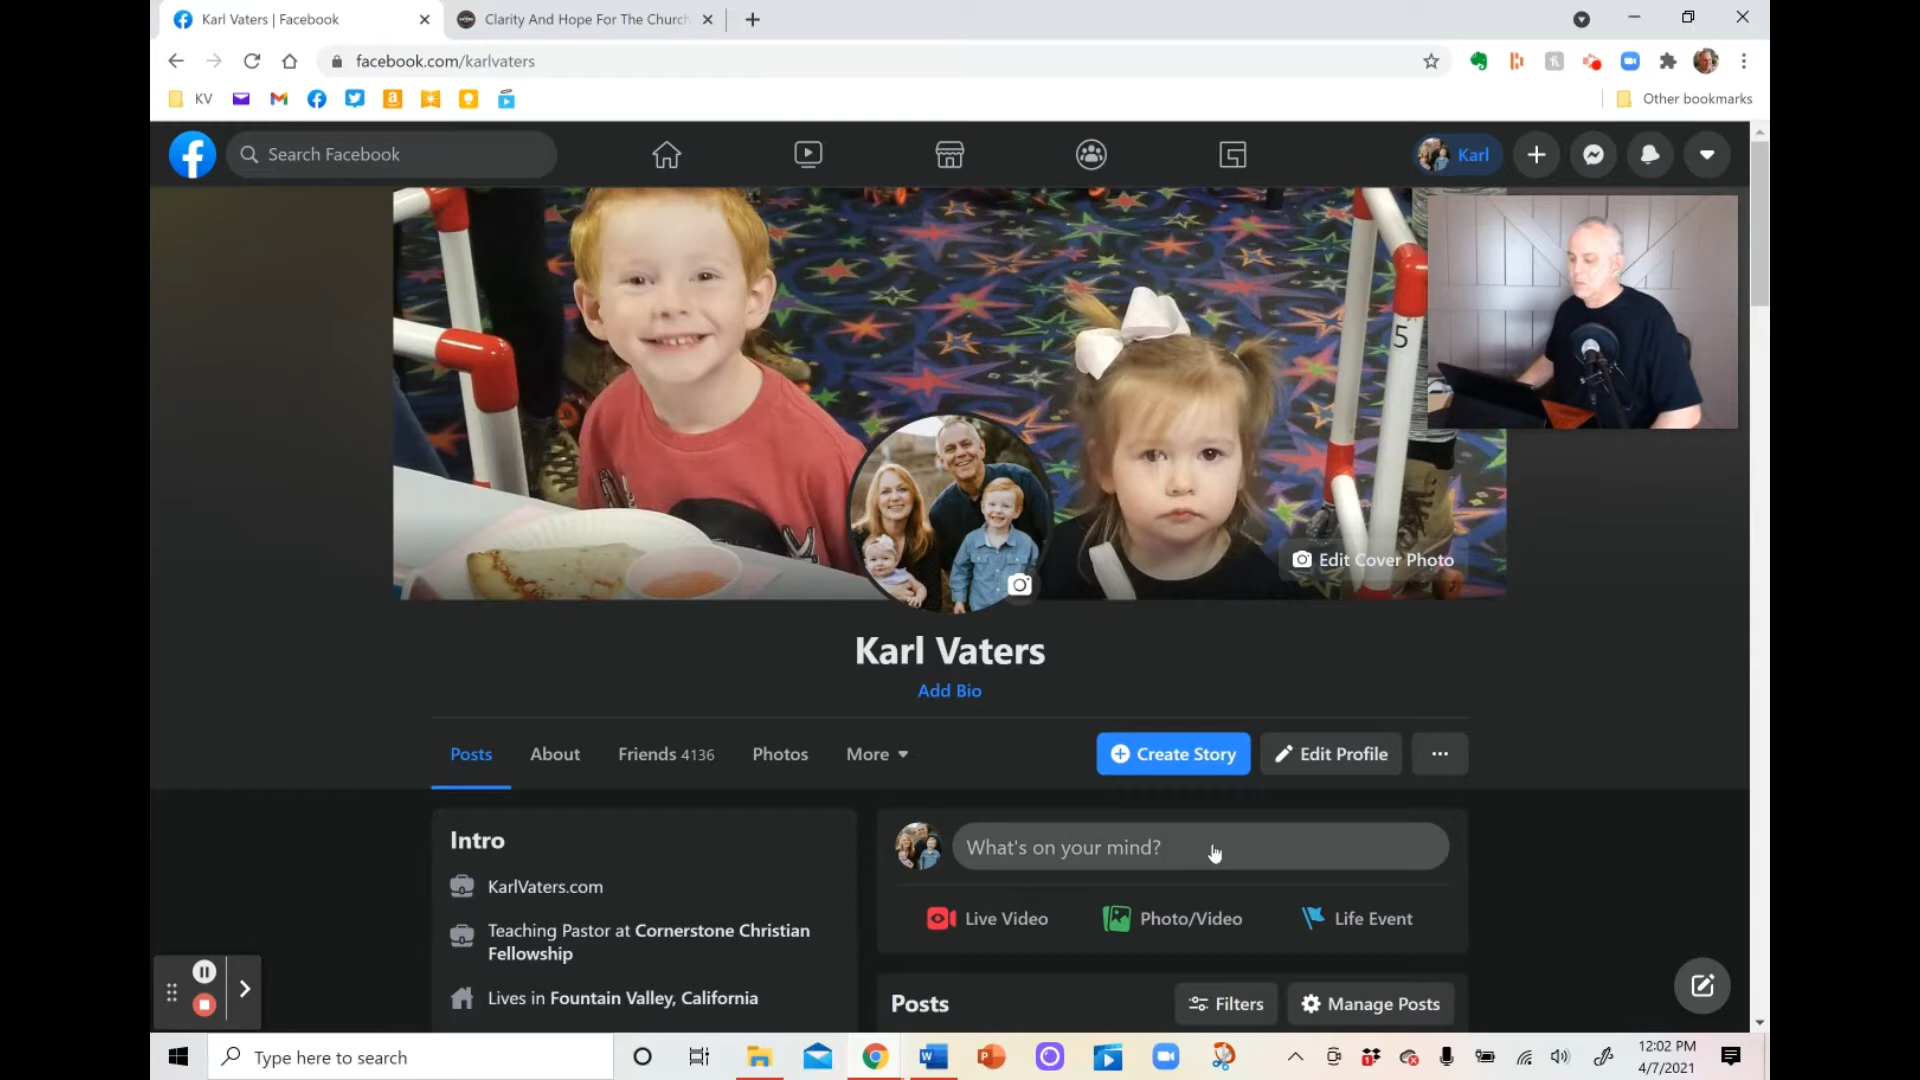 Karl Vaters | Facebook
Clarity And Hope For The Church
facebook.com/karlvaters
KV
Other bookmarks
Search Facebook
Karl
5
Edit Cover Photo
Karl Vaters
Add Bio
Posts
About
Friends 4136
Photos
More
Create Story
Edit Profile
Intro
What's on your mind?
KarlVaters.com
Live Video
Photo/Video
Life Event
Teaching Pastor at Cornerstone Christian
Fellowship
Lives in Fountain Valley, California
Posts
Filters
Manage Posts
Type here to search
12:02 PM
4/7/2021